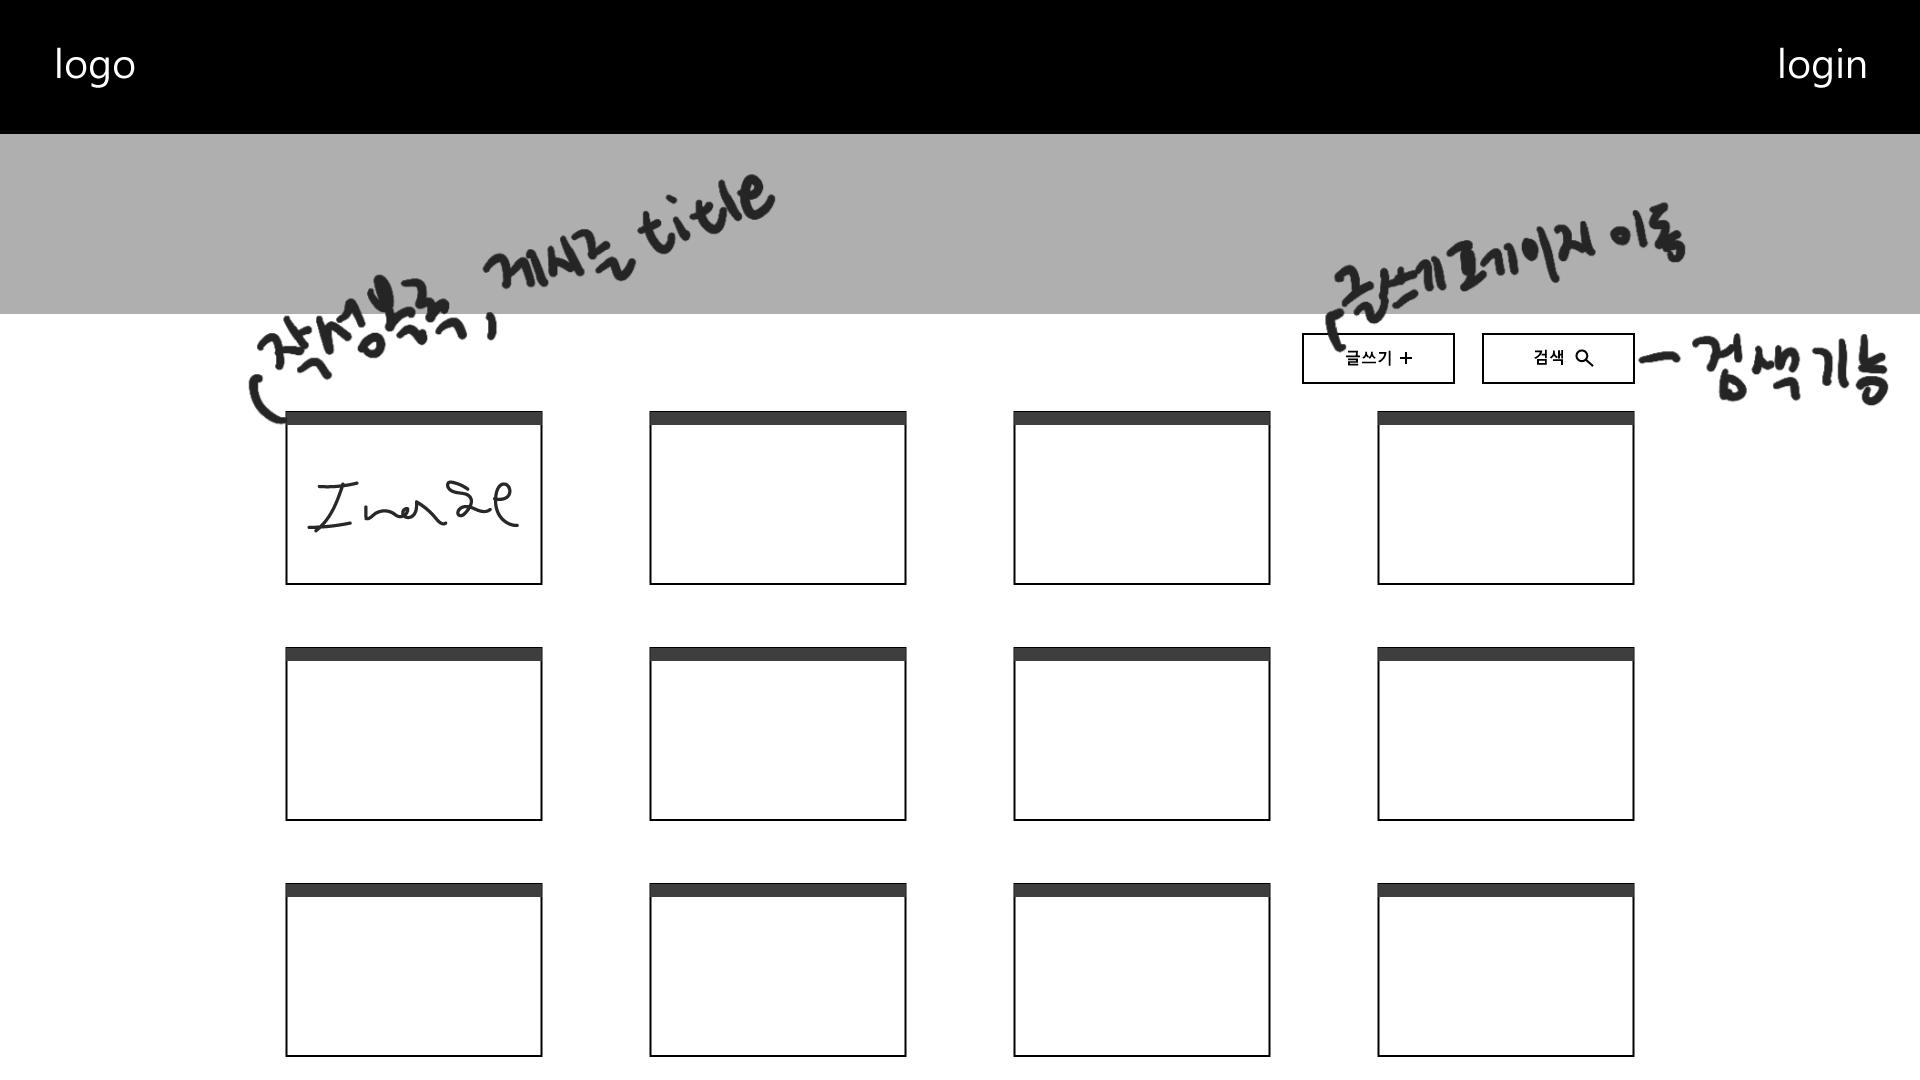 logo
login
작성목록, 게시글 title
글쓰기 페이지 이동
글쓰기 +
검색
- 검색 기능
Image